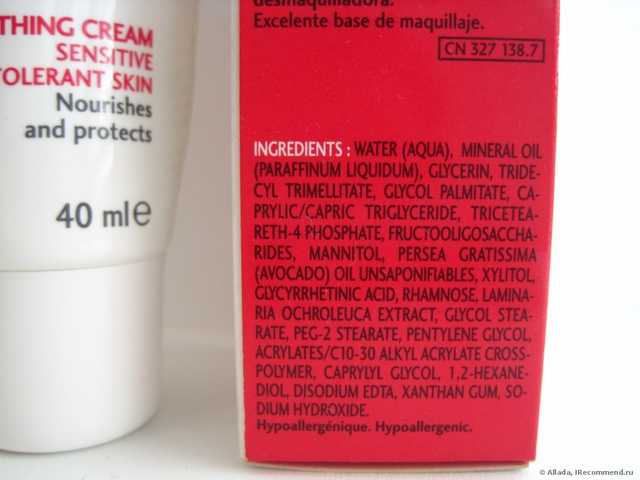 THING CREAM
SENSITIVE
TOLERANT SKIN
Nourishes
and protects
40 ml e
desmaquilladora.
Excelente base de maquillaje.
CN 327 138.7
INGREDIENTS : WATER (AQUA), MINERAL OIL
(PARAFFINUM LIQUIDUM), GLYCERIN, TRIDE-
CYL TRIMELLITATE, GLYCOL PALMITATE, CA-
PRYLIC/CAPRIC TRIGLYCERIDE, TRICETEA-
RETH-4 PHOSPHATE, FRUCTOOLIGOSACCHA-
RIDES, MANNITOL, PERSEA GRATISSIMA
(AVOCADO) OIL UNSAPONIFIABLES, XYLITOL,
GLYCYRRHETINIC ACID, RHAMNOSE, LAMINA-
RIA OCHROLEUCA EXTRACT, GLYCOL STEA-
RATE, PEG-2 STEARATE, PENTYLENE GLYCOL,
ACRYLATES/C10-30 ALKYL ACRYLATE CROSS-
POLYMER, CAPRYLYL GLYCOL, 1,2-HEXANE-
DIOL, DISODIUM EDTA, XANTHAN GUM, SO-
DIUM HYDROXIDE.
Hypoallergénique. Hypoallergenic.
© Allada, IRecommend.ru